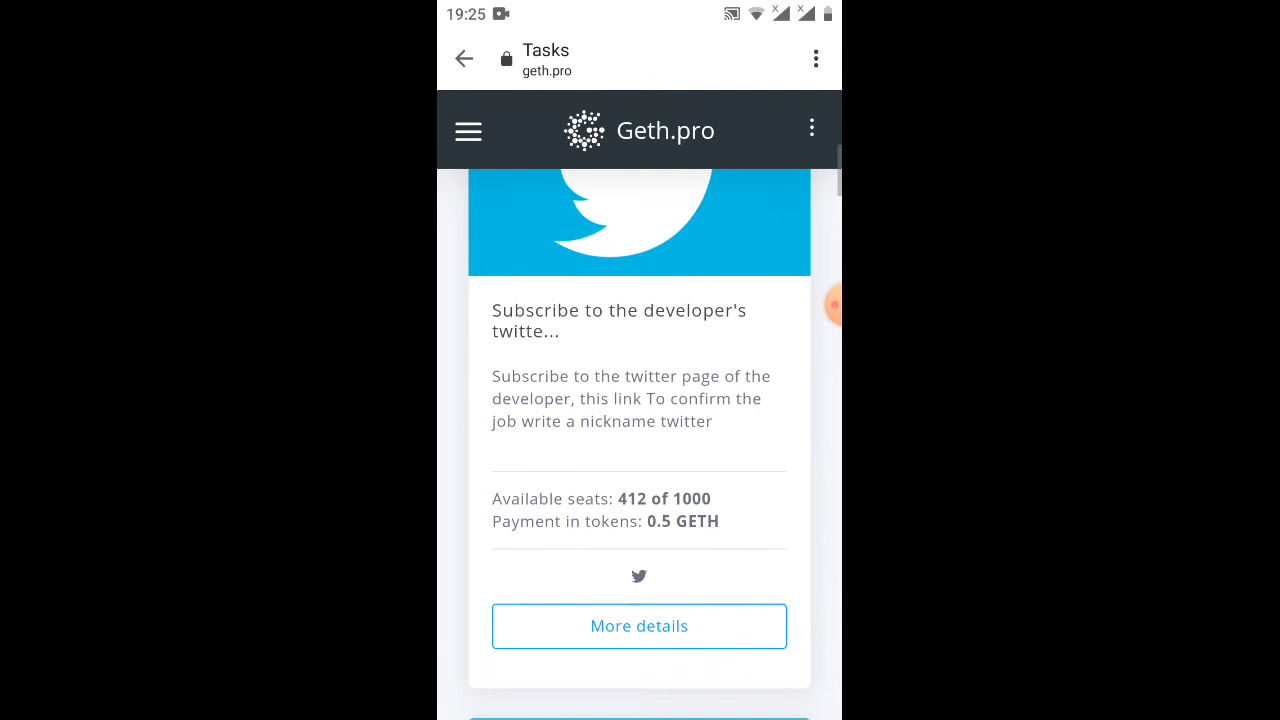 19:25
Tasks
geth.pro
Geth.pro
Subscribe to the developer's
twitte...
Subscribe to the twitter page of the
developer, this link To confirm the
job write a nickname twitter
Available seats: 412 of 1000
Payment in tokens: 0.5 GETH
More details